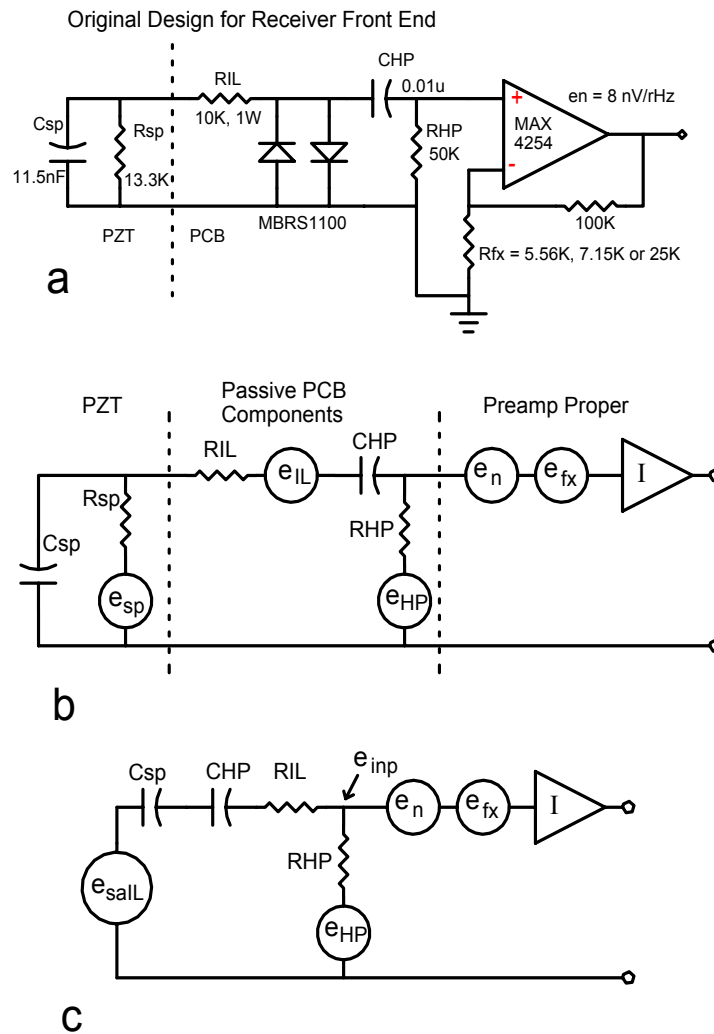 Original Design for Receiver Front End
CHP
RIL
0.01u
en = 8 nV/rHz
+
10K, 1W
MAX
4254
Csp
Rsp
RHP
50K
-
11.5nF
13.3K
100K
PZT
PCB
MBRS1100
Rfx = 5.56K, 7.15K or 25K
a
Passive PCB
Components
PZT
Preamp Proper
CHP
RIL
eIL
en
efx
I
Rsp
RHP
Csp
esp
eHP
b
einp
Csp
CHP
RIL
en
efx
I
RHP
esaIL
eHP
c